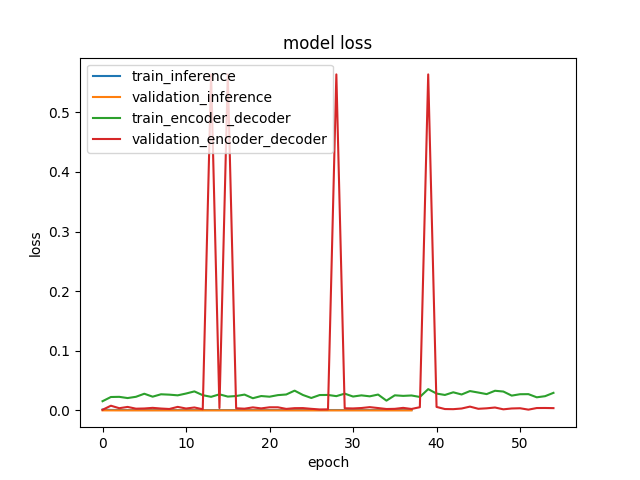 model loss
train_inference
validation_inference
train_encoder_decoder
validation_encoder_decoder
loss
0.5
0.4
0.3
0.2
0.1
0.0
0 10 20 30 40 50
epoch